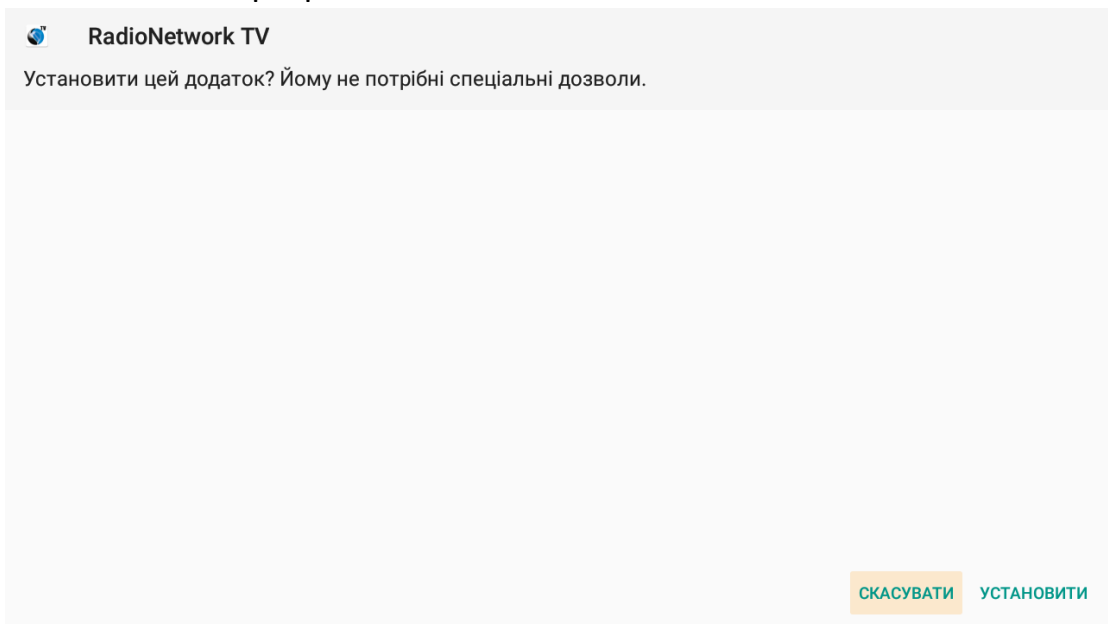 RadioNetwork TV
Установити цей додаток? Йому не потрібні спеціальні дозволи.
СКАСУВАТИ УСТАНОВИТИ